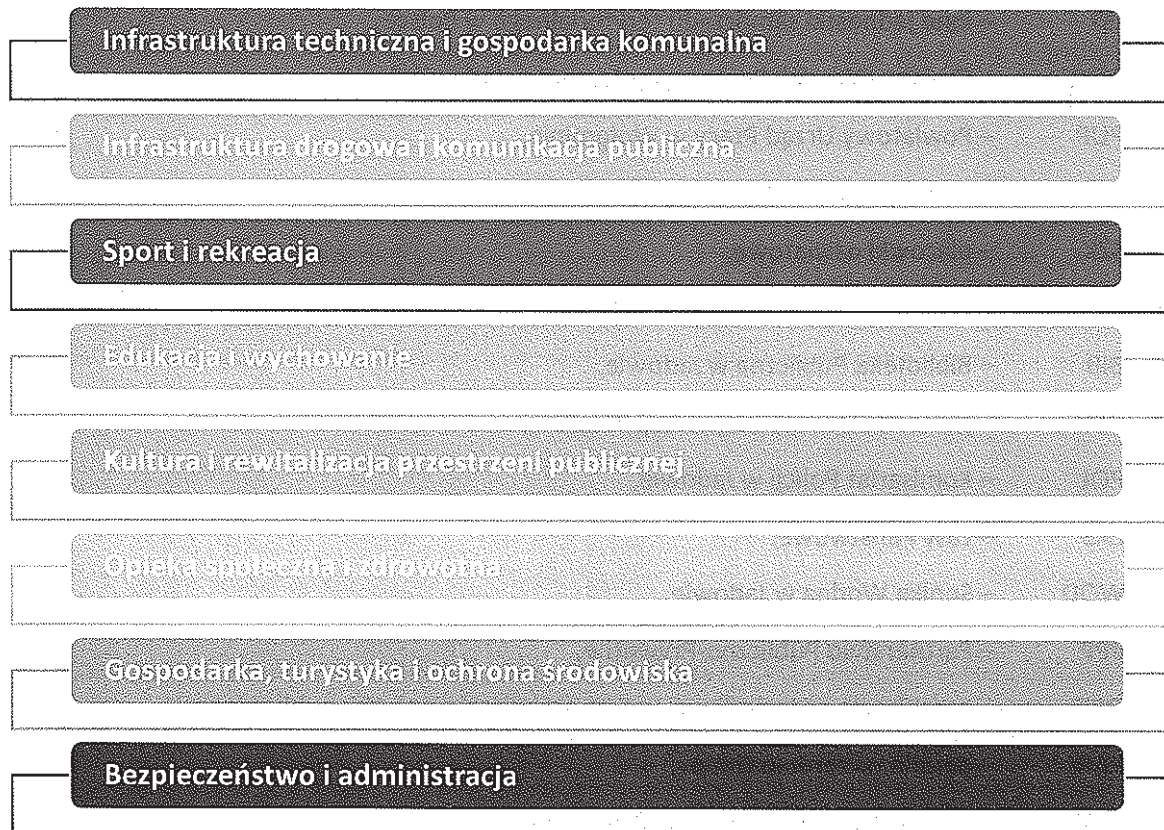 Infrastruktura techniczna i gospodarka komunalna
Infrastruktura drogowa i komunikacja publiczna
Sport i rekreacja
Edukacja i wychowanie
Kultura i rewitalizacja przestrzeni publicznej
Opieka społeczna i zdrowotna
Gospodarka, turystyka i ochrona środowiska
Bezpieczeństwo i administracja